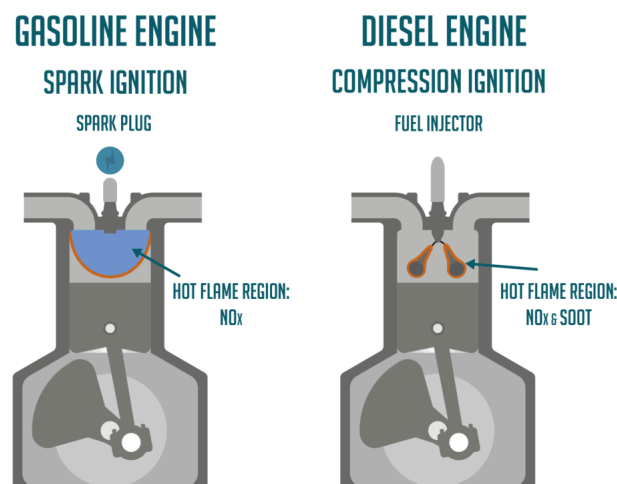 GASOLINE ENGINE
SPARK IGNITION
SPARK PLUG
HOT FLAME REGION:
NOx
DIESEL ENGINE
COMPRESSION IGNITION
FUEL INJECTOR
HOT FLAME REGION:
NOx & SOOT